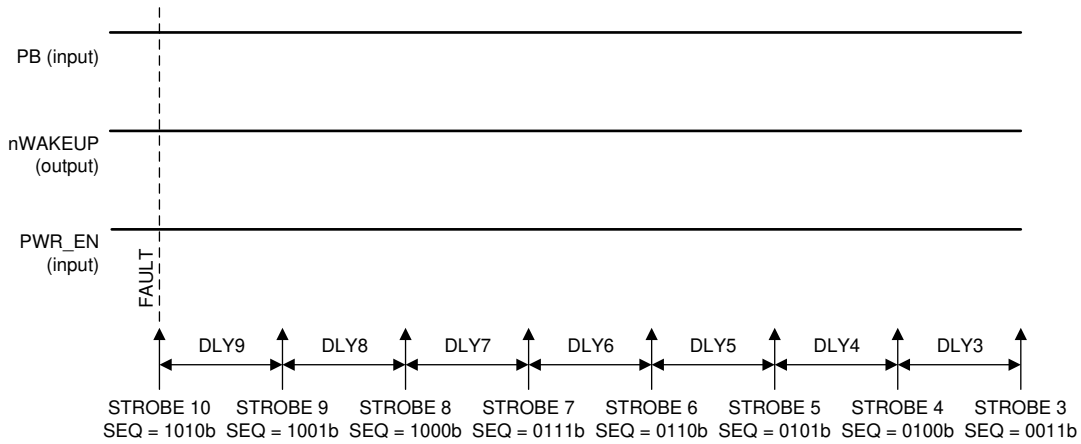 PB (input)
nWAKEUP
(output)
PWR_EN
(input)
FAULT
DLY9 DLY8 DLY7 DLY6 DLY5 DLY4 DLY3
STROBE 10 STROBE 9 STROBE 8 STROBE 7 STROBE 6 STROBE 5 STROBE 4 STROBE 3
SEQ = 1010b SEQ = 1001b SEQ = 1000b SEQ = 0111b SEQ = 0110b SEQ = 0101b SEQ = 0100b SEQ = 0011b